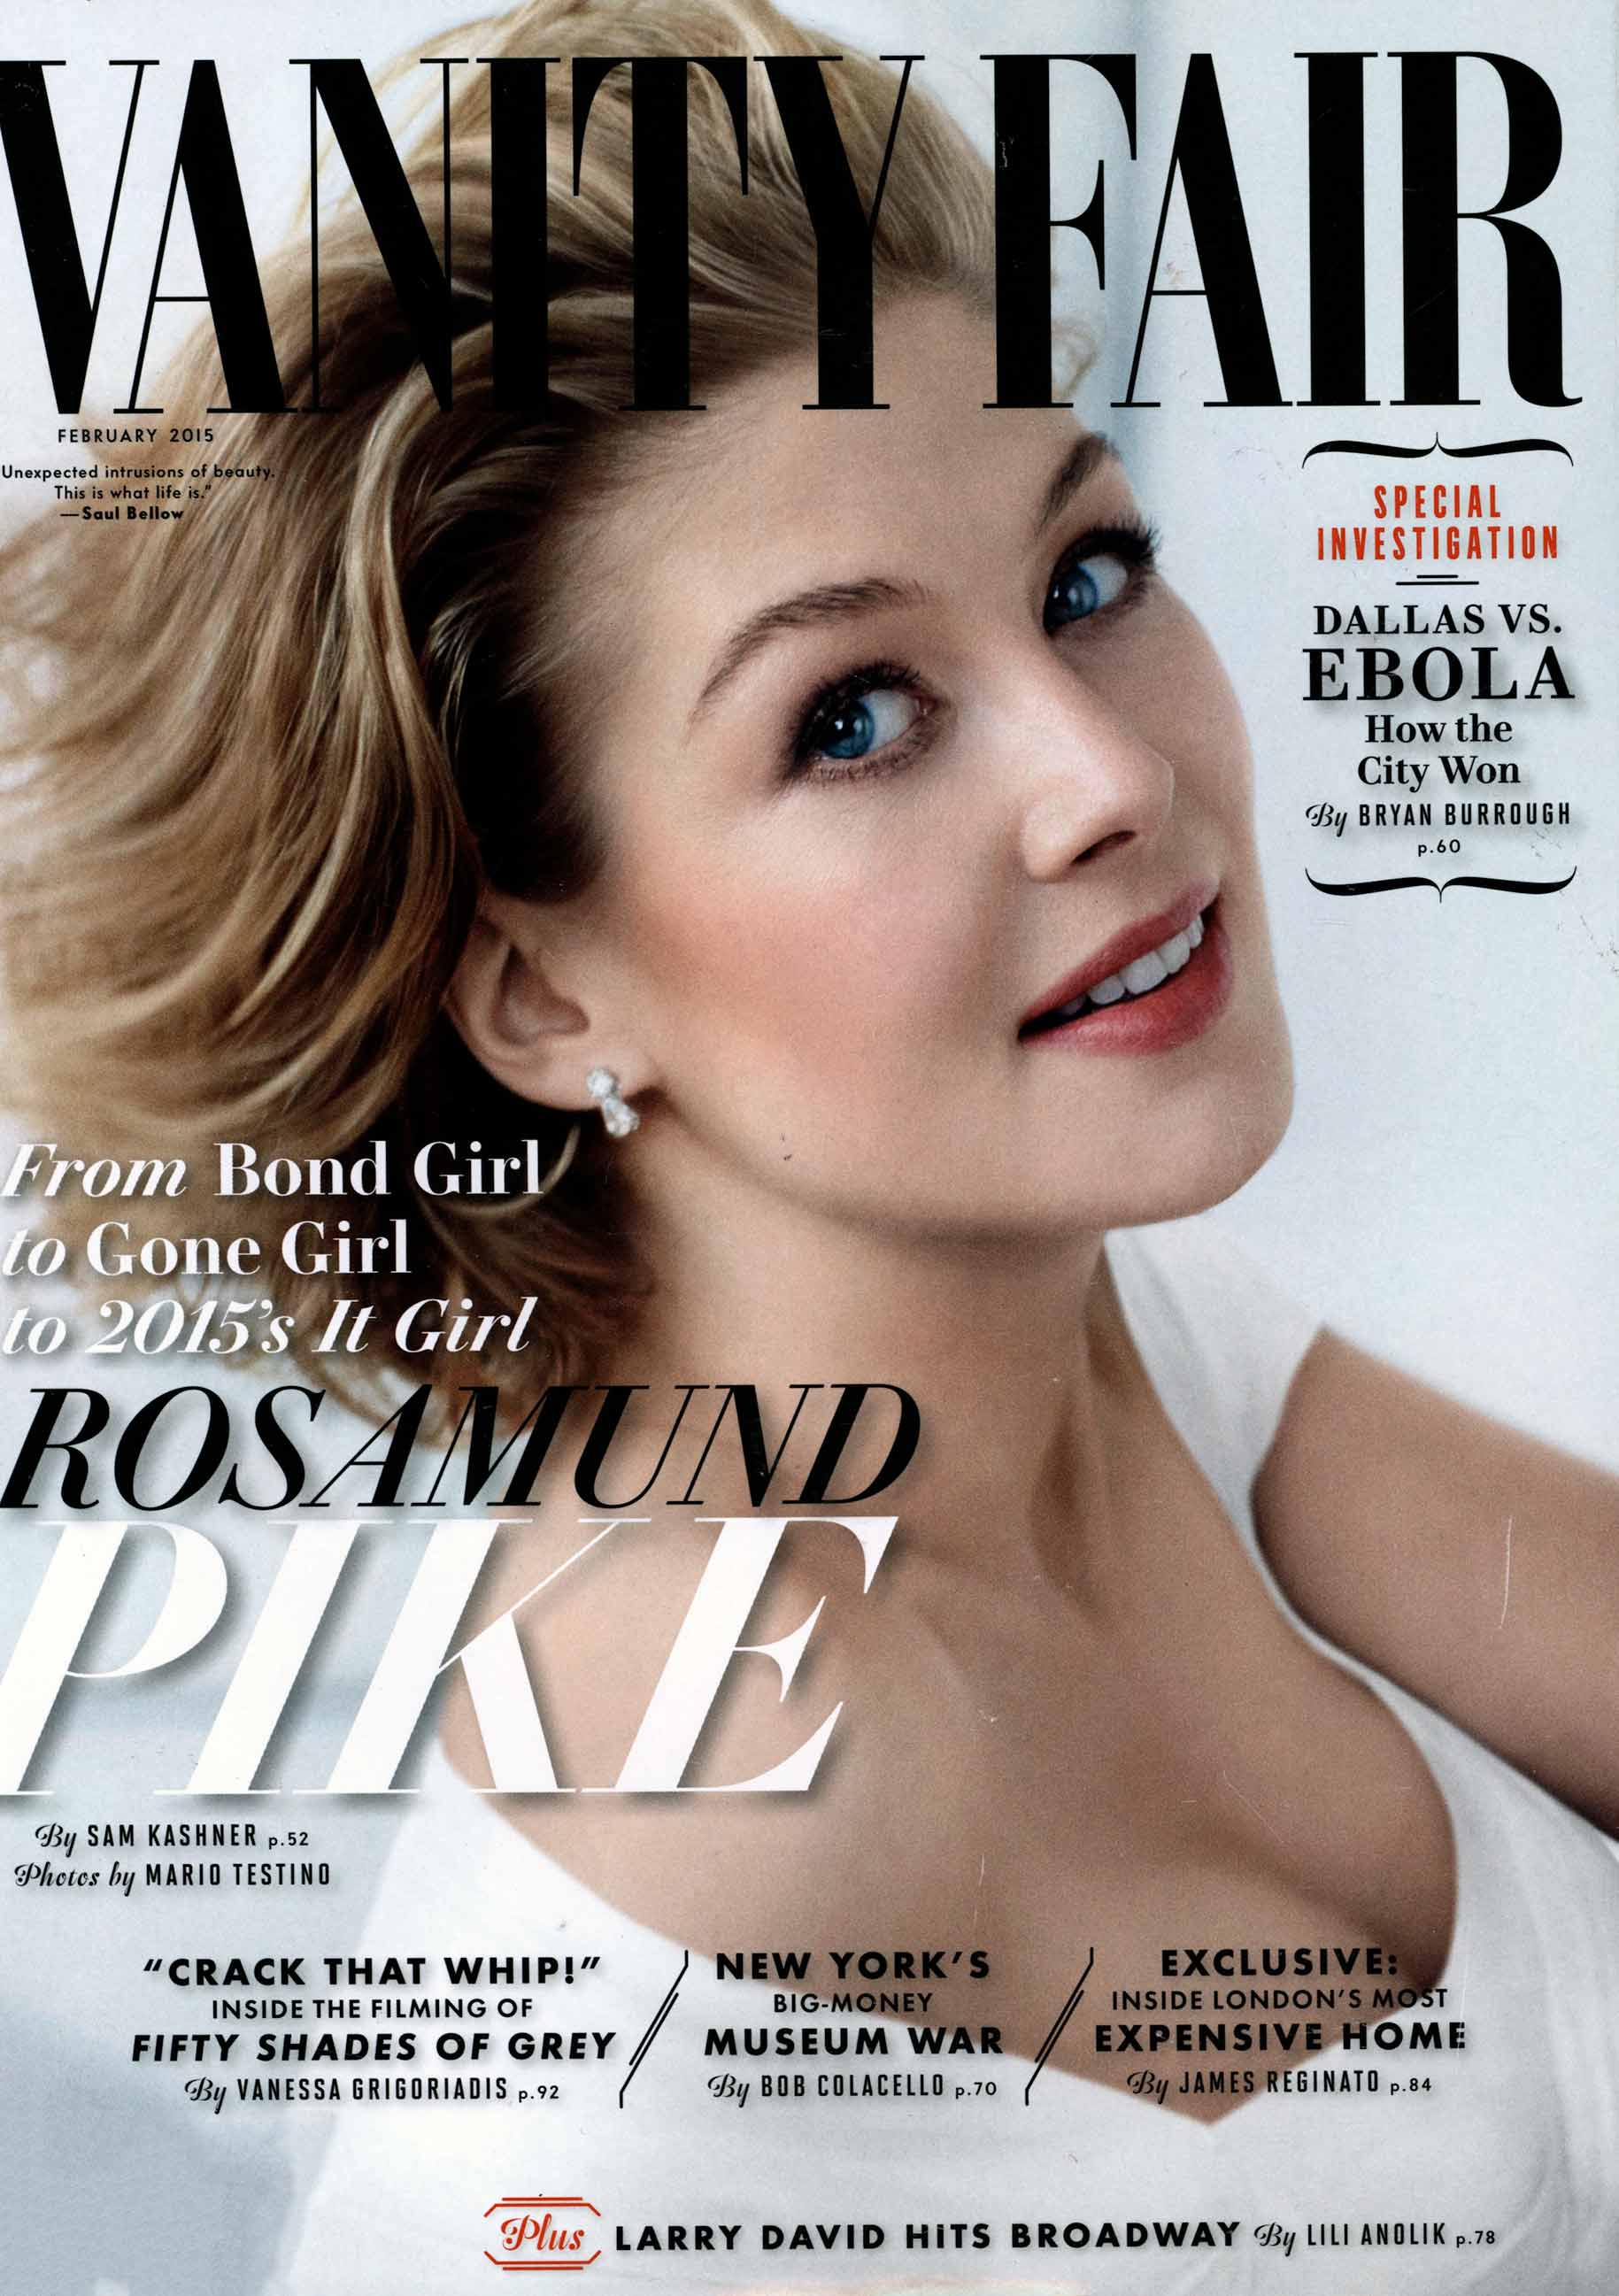 VANITY FAIR
FEBRUARY 2015
Unexpected intrusions of beauty.
This is what life is."
—Saul Bellow
SPECIAL
INVESTIGATION
DALLAS VS.
EBOLA
How the
City Won
By BRYAN BURROUGH
p.60
From Bond Girl
to Gone Girl
to 2015's It Girl
ROSAMUND
PIKE
By SAM KASHNER p.52
Photos by MARIO TESTINO
"CRACK THAT WHIP!"
INSIDE THE FILMING OF
FIFTY SHADES OF GREY
By VANESSA GRIGORIADIS p.92
NEW YORK'S
BIG-MONEY
MUSEUM WAR
By BOB COLACELLO p.70
EXCLUSIVE:
INSIDE LONDON'S MOST
EXPENSIVE HOME
By JAMES REGINATO p.84
Plus LARRY DAVID HiTS BROADWAY By LILI ANOLIK p.78